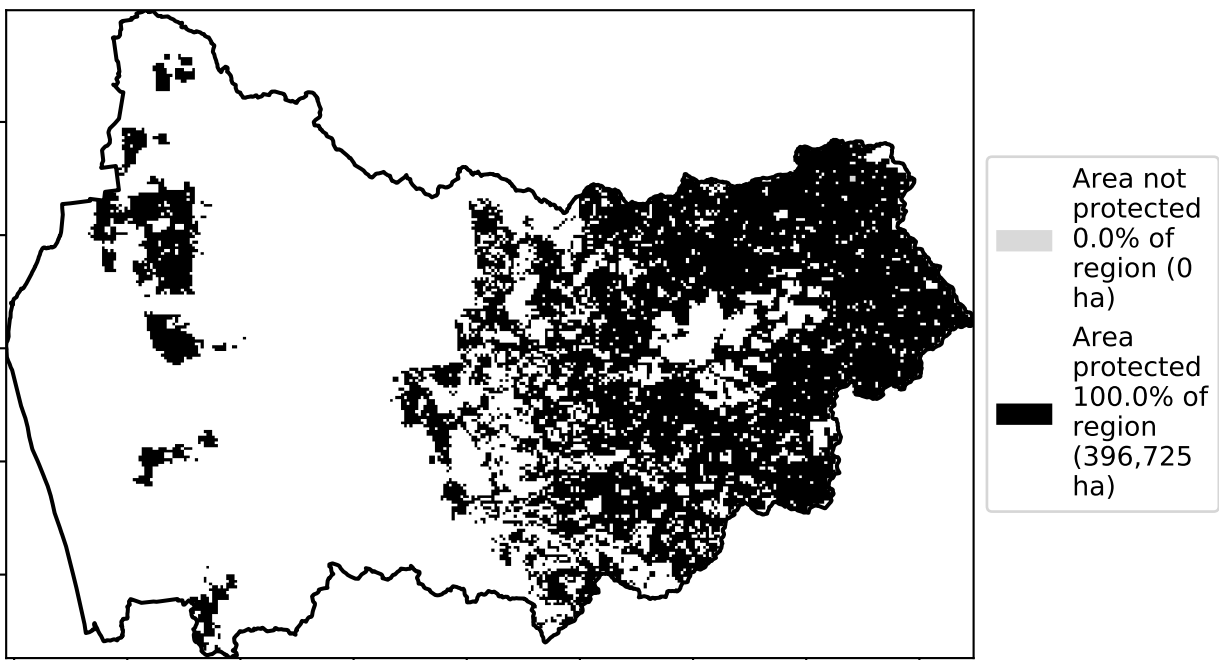 Area not
protected
0.0% of
region (0
ha)
Area
protected
100.0% of
region
(396,725
ha)